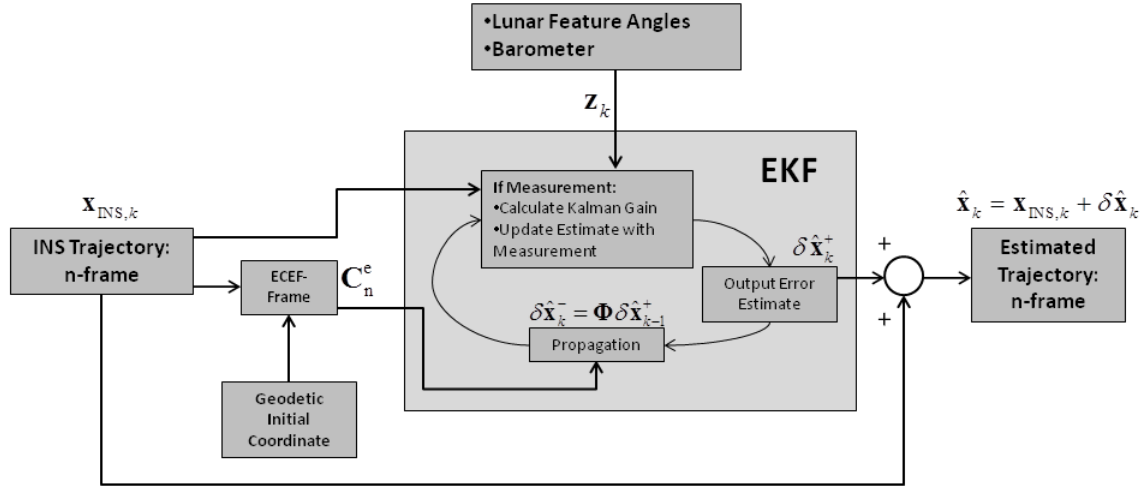 •Lunar Feature Angles
•Barometer
z_k
EKF
If Measurement:
•Calculate Kalman Gain
•Update Estimate with
Measurement
x_INS,k
INS Trajectory:
n-frame
ECEF-
Frame
C_n^e
Geodetic
Initial
Coordinate
δx̂_k^- = Φδx̂_k-1^+
Propagation
δx̂_k^+
Output Error
Estimate
+
+
x̂_k = x_INS,k + δx̂_k
Estimated
Trajectory:
n-frame